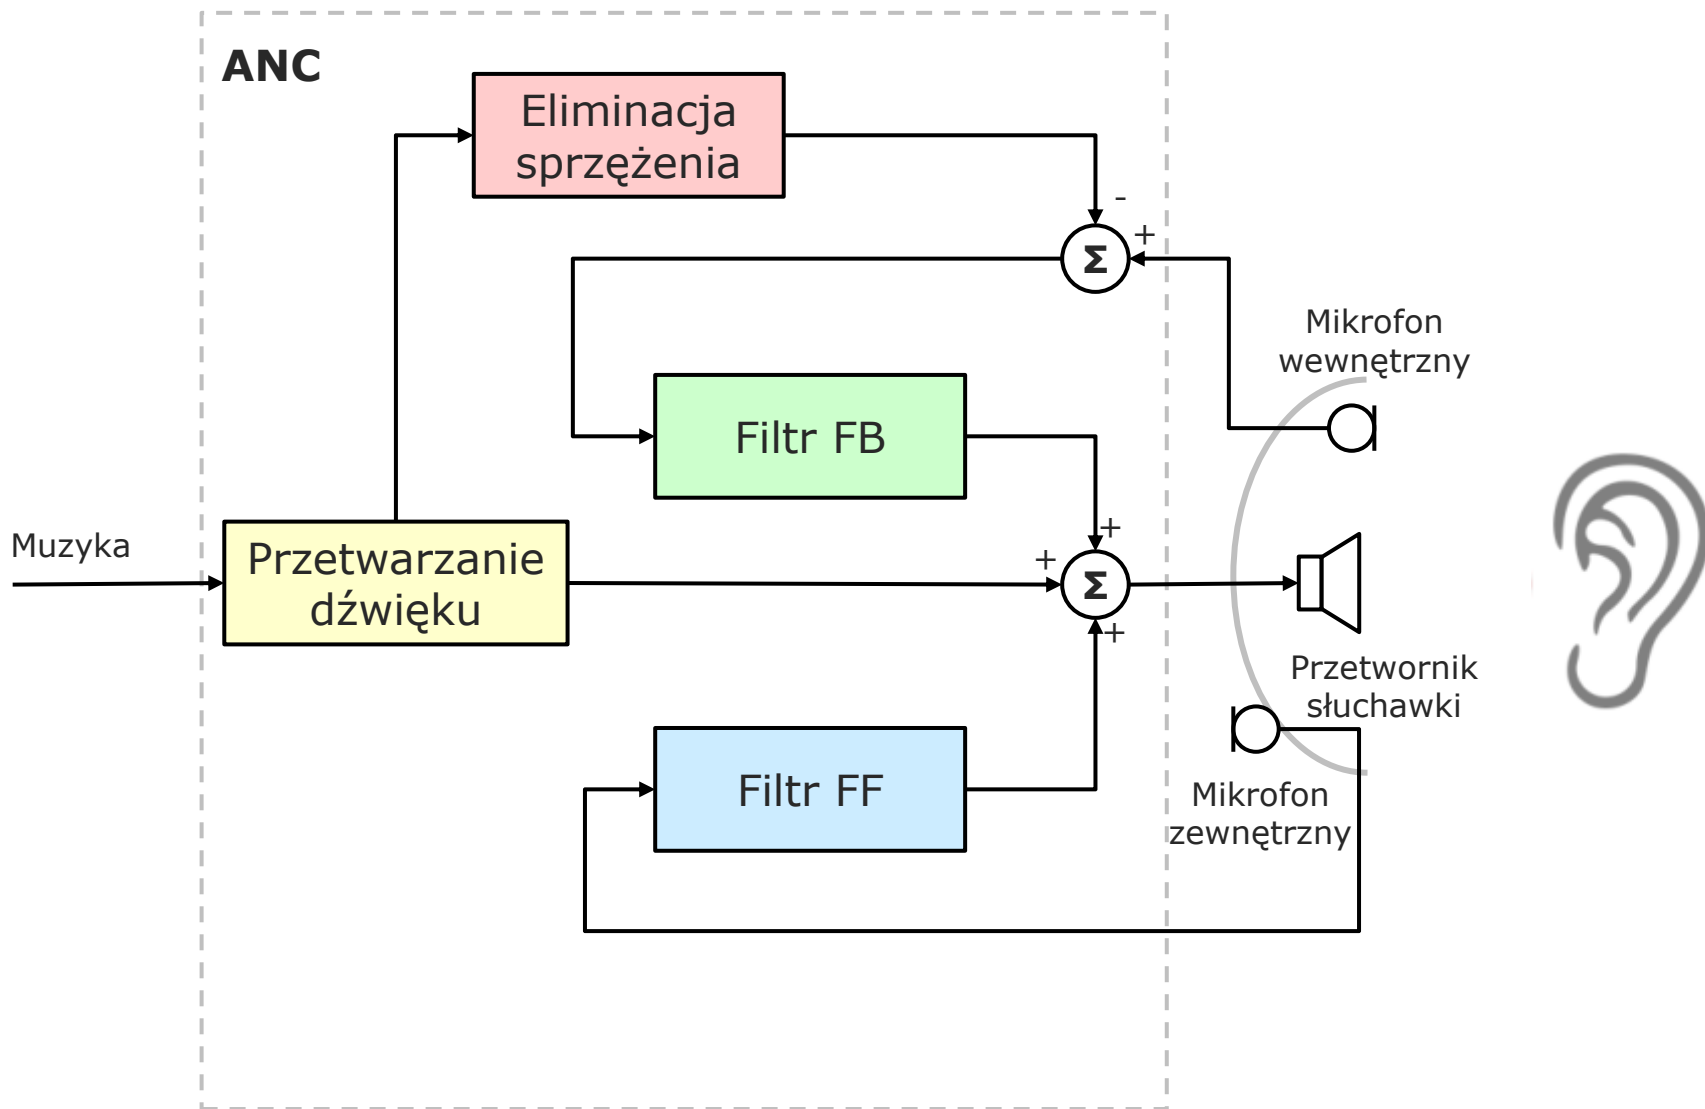 ANC
Eliminacja
sprzężenia
-
+
Σ
Mikrofon
wewnętrzny
Filtr FB
Muzyka
Przetwarzanie
dźwięku
+
+
Σ
+
Przetwornik
słuchawki
Filtr FF
Mikrofon
zewnętrzny